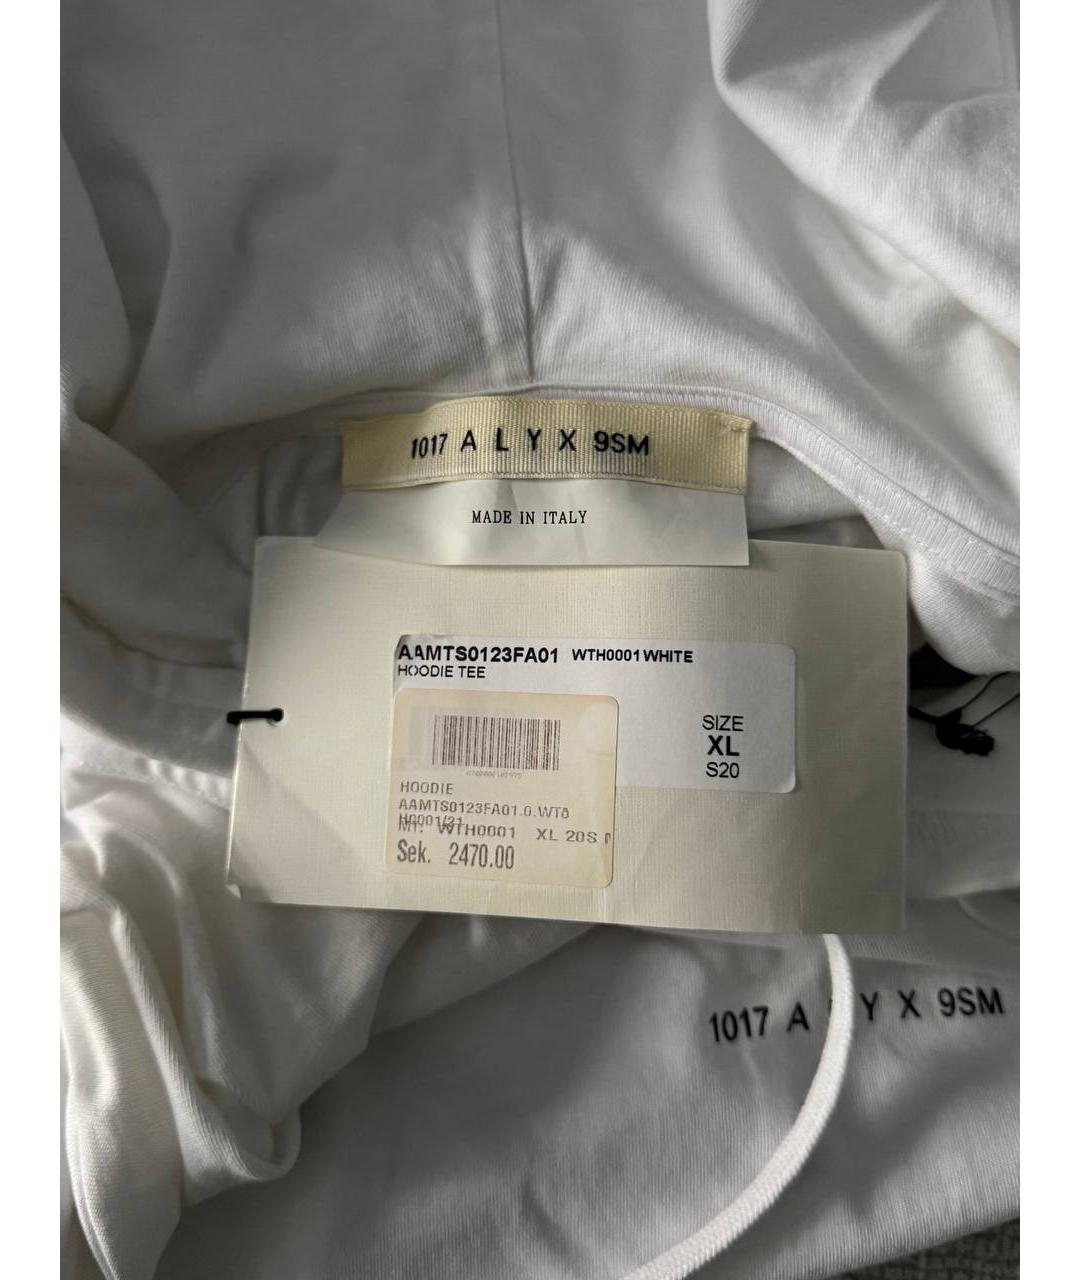 1017 A L Y X 9SM
MADE IN ITALY
AAMTS0123FA01 WTH0001 WHITE
HOODIE TEE
SIZE
XL
S20
HOODIE
AAMTS0123FA01.0.WT0
H0001/21
MT: WTH0001 XL 20S
Sek. 2470.00
1017 A Y X 9SM